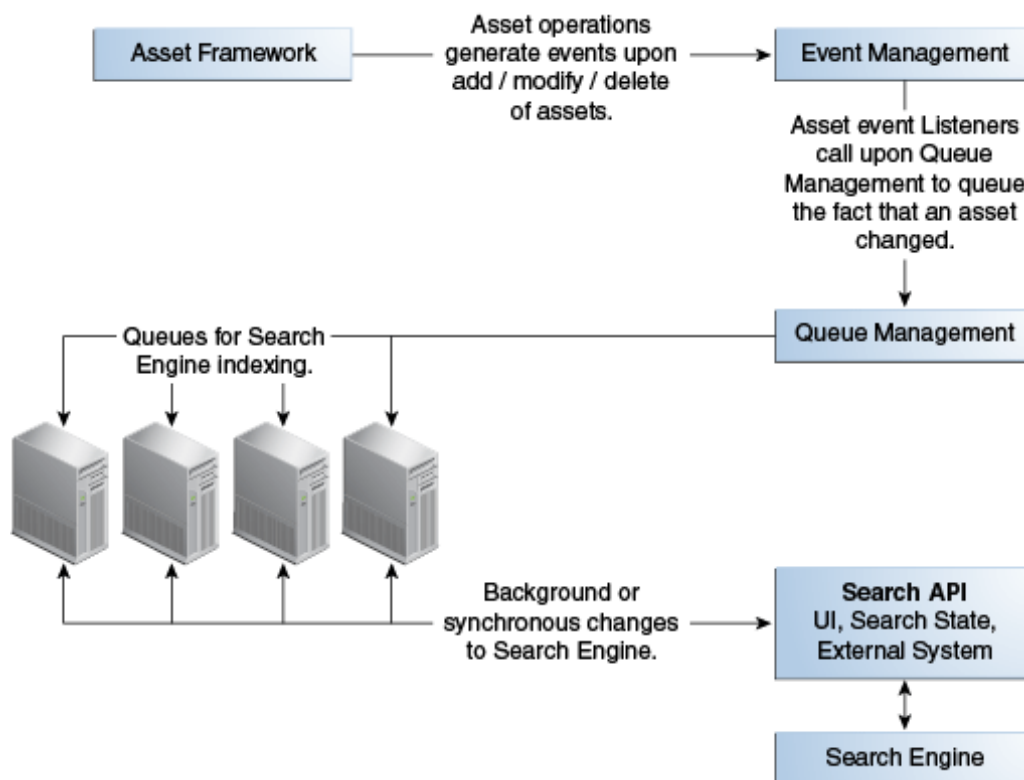 Asset Framework
Asset operations
generate events upon
add / modify / delete
of assets.
Event Management
Asset event Listeners
call upon Queue
Management to queue
the fact that an asset
changed.
Queue Management
Queues for Search
Engine indexing.
Background or
synchronous changes
to Search Engine.
Search API
UI, Search State,
External System
Search Engine